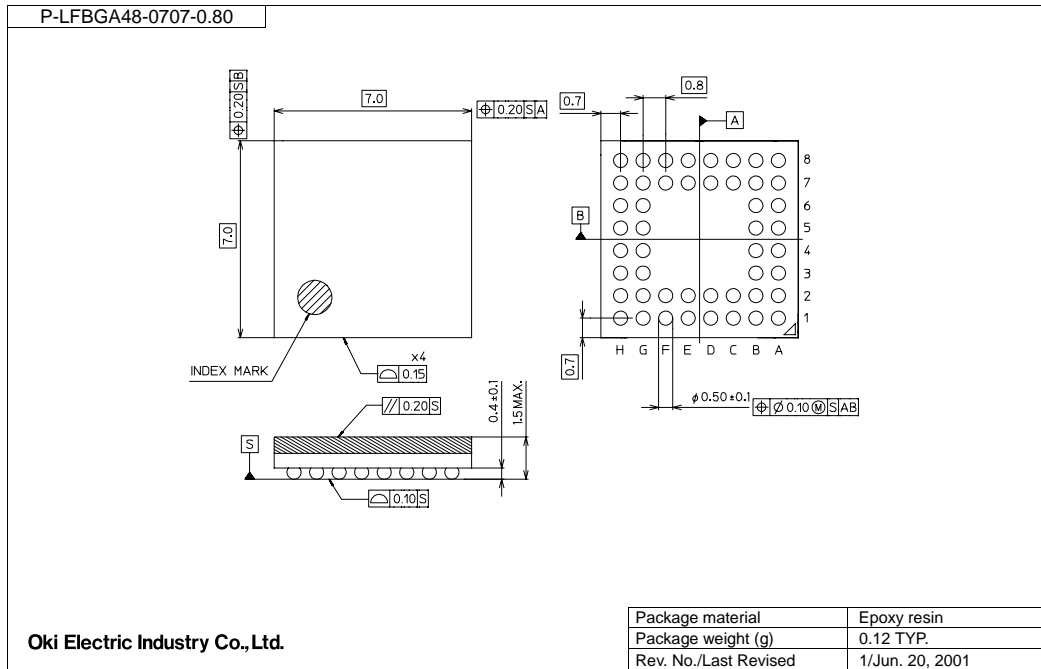 P-LFBGA48-0707-0.80
⌖ 0.20 S B
7.0
⌖ 0.20 S A
7.0
INDEX MARK
x4
⌓ 0.15
// 0.20 S
0.4±0.1
1.5MAX.
S
⌓ 0.10 S
0.7
0.8
A
B
8
7
6
5
4
3
2
1
H G F E D C B A
0.7
φ0.50±0.1
⌖ Ø 0.10 Ⓜ S AB
Package material Epoxy resin
Package weight (g) 0.12 TYP.
Rev. No./Last Revised 1/Jun. 20, 2001
Oki Electric Industry Co., Ltd.